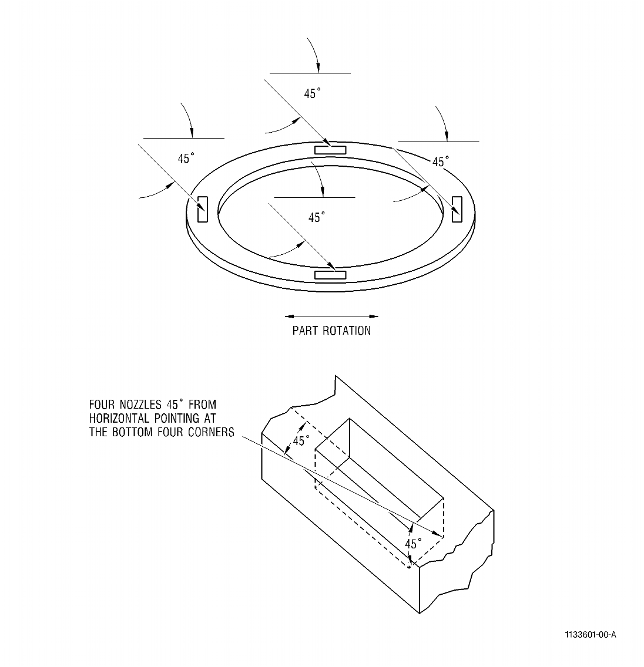 45°
45°
45°
45°
PART ROTATION
FOUR NOZZLES 45° FROM
HORIZONTAL POINTING AT
THE BOTTOM FOUR CORNERS
45°
45°
1133601-00-A